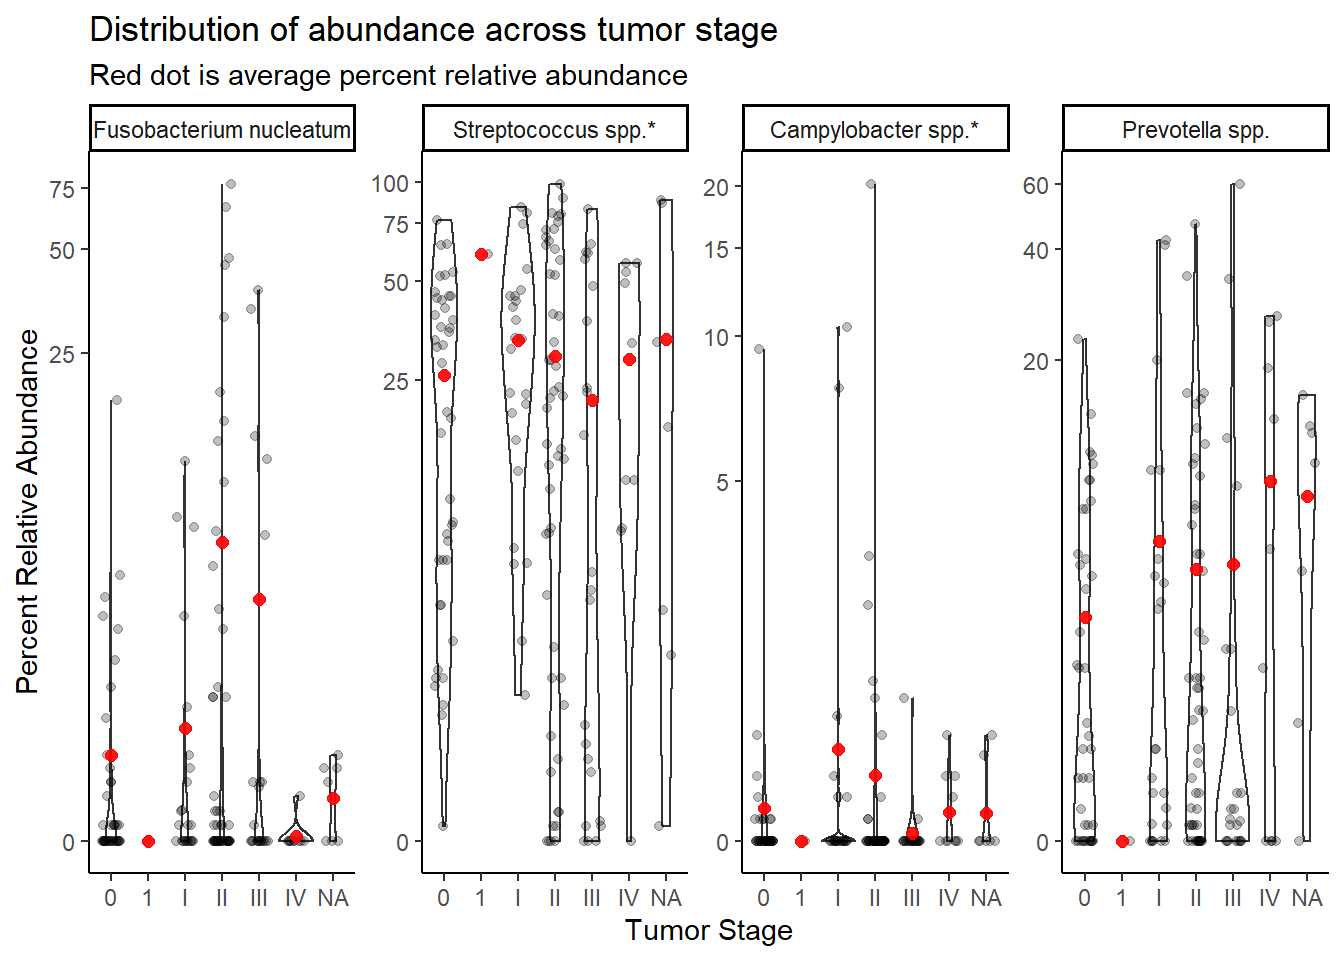 Distribution of abundance across tumor stage
Red dot is average percent relative abundance
Fusobacterium nucleatum
Streptococcus spp.*
Campylobacter spp.*
Prevotella spp.
Percent Relative Abundance
75
50
25
0
100
75
50
25
0
20
15
10
5
0
60
40
20
0
0 1 I II III IV NA
0 1 I II III IV NA
0 1 I II III IV NA
0 1 I II III IV NA
Tumor Stage